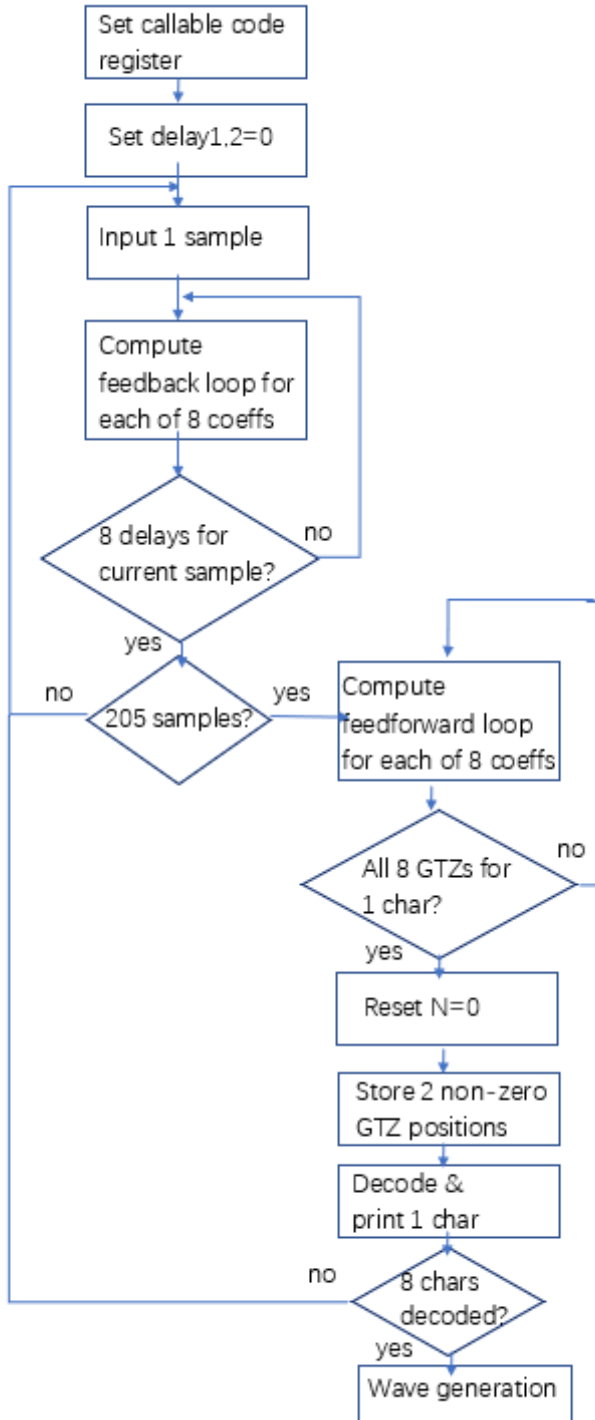 Set callable code
register
Set delay1,2=0
Input 1 sample
Compute
feedback loop for
each of 8 coeffs
8 delays for
current sample?
no
yes
no
205 samples?
yes
Compute
feedforward loop
for each of 8 coeffs
All 8 GTZs for
1 char?
no
yes
Reset N=0
Store 2 non-zero
GTZ positions
Decode &
print 1 char
no
8 chars
decoded?
yes
Wave generation